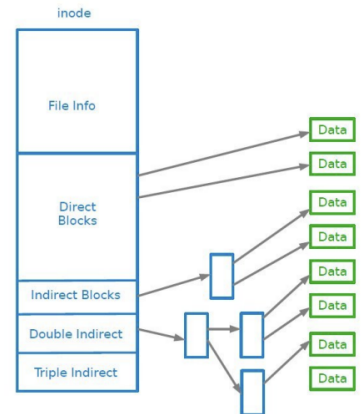 inode
File Info
Direct
Blocks
Indirect Blocks
Double Indirect
Triple Indirect
Data
Data
Data
Data
Data
Data
Data
Data